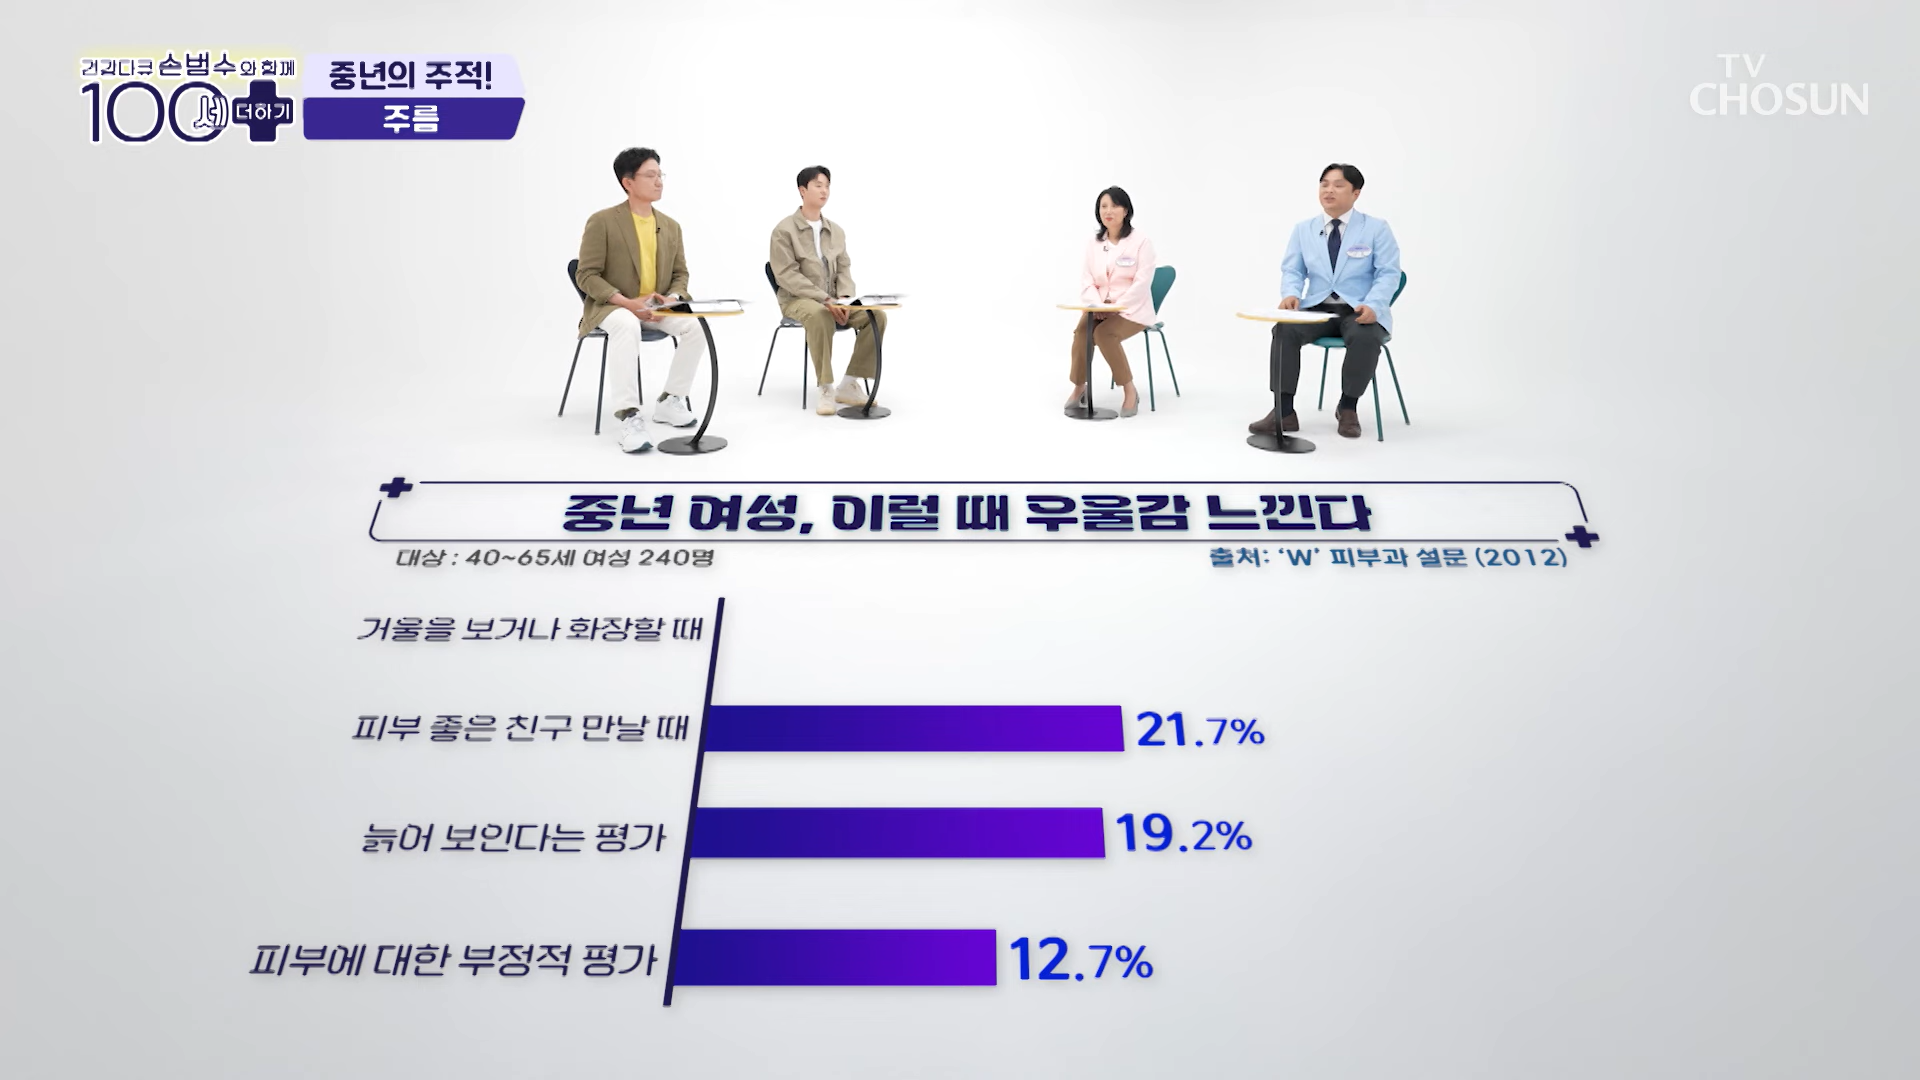 건강다큐 손범수와 함께
100세 더하기
중년의 주적!
주름
TV
CHOSUN
중년 여성, 이럴 때 우울감 느낀다
대상 : 40~65세 여성 240명
출처: ‘W’ 피부과 설문 (2012)
거울을 보거나 화장할 때
피부 좋은 친구 만날 때 21.7%
늙어 보인다는 평가 19.2%
피부에 대한 부정적 평가 12.7%